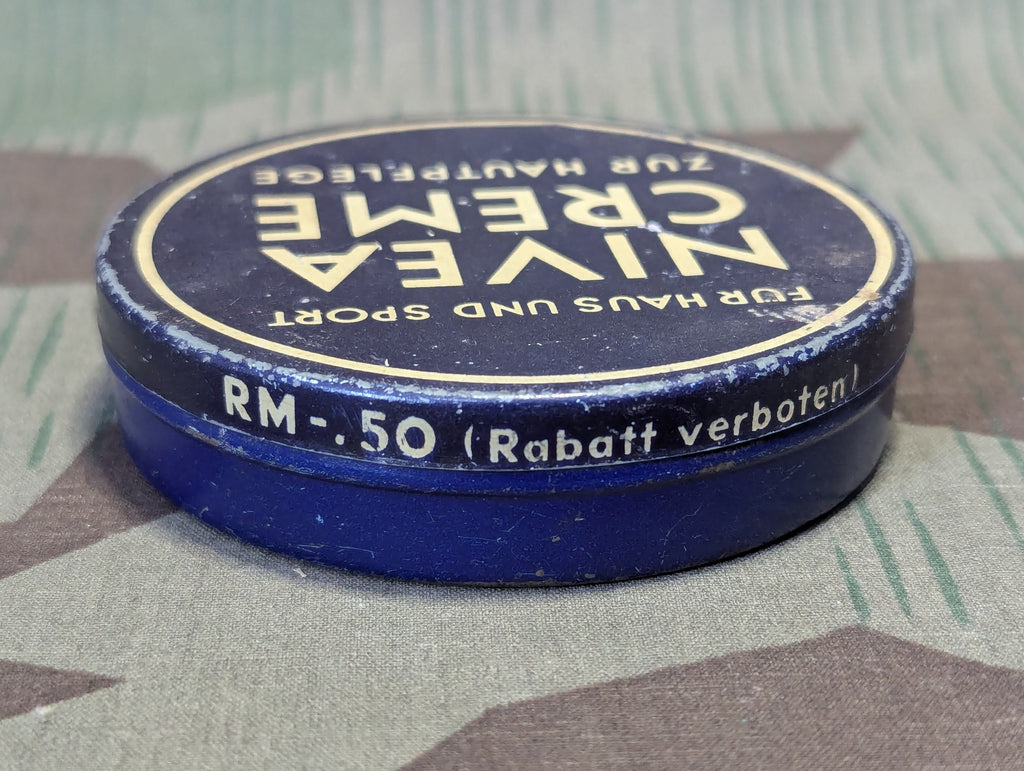 FÜR HAUS UND SPORT
NIVEA
CREME
ZUR HAUTPFLEGE
RM-.50 (Rabatt verboten)